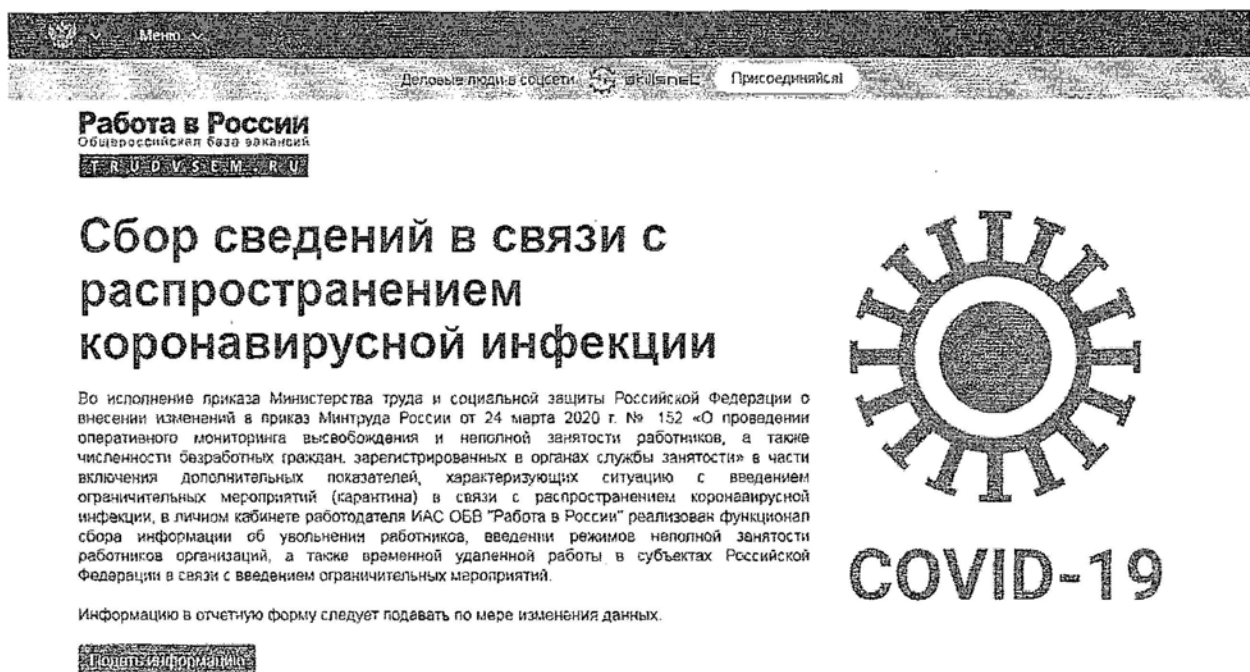 Меню
Деловые люди в соцсети skillsnet Присоединяйся!
Работа в России
Общероссийская база вакансий
TRUDVSEM.RU
Сбор сведений в связи с
распространением
коронавирусной инфекции
Во исполнение приказа Министерства труда и социальной защиты Российской Федерации о
внесении изменений в приказ Минтруда России от 24 марта 2020 г. № 152 «О проведении
оперативного мониторинга высвобождения и неполной занятости работников, а также
численности безработных граждан, зарегистрированных в органах службы занятости» в части
включения дополнительных показателей, характеризующих ситуацию с введением
ограничительных мероприятий (карантина) в связи с распространением коронавирусной
инфекции, в личном кабинете работодателя ИАС ОБВ "Работа в России" реализован функционал
сбора информации об увольнения работников, введении режимов неполной занятости
работников организаций, а также временной удаленной работы в субъектах Российской
Федерации в связи с введением ограничительных мероприятий.
Информацию в отчетную форму следует подавать по мере изменения данных.
Подать информацию
COVID-19